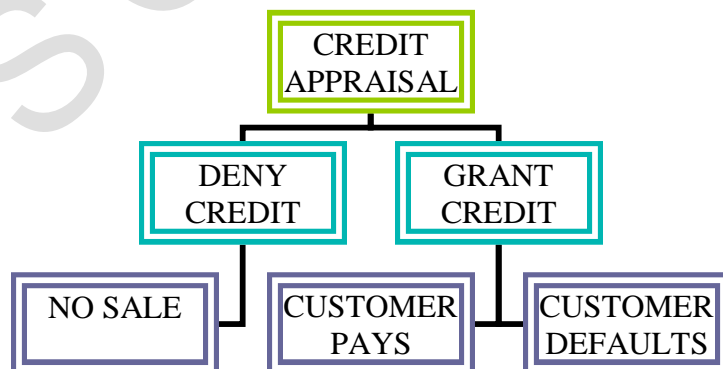 CREDIT
APPRAISAL
DENY
CREDIT
GRANT
CREDIT
NO SALE
CUSTOMER
PAYS
CUSTOMER
DEFAULTS